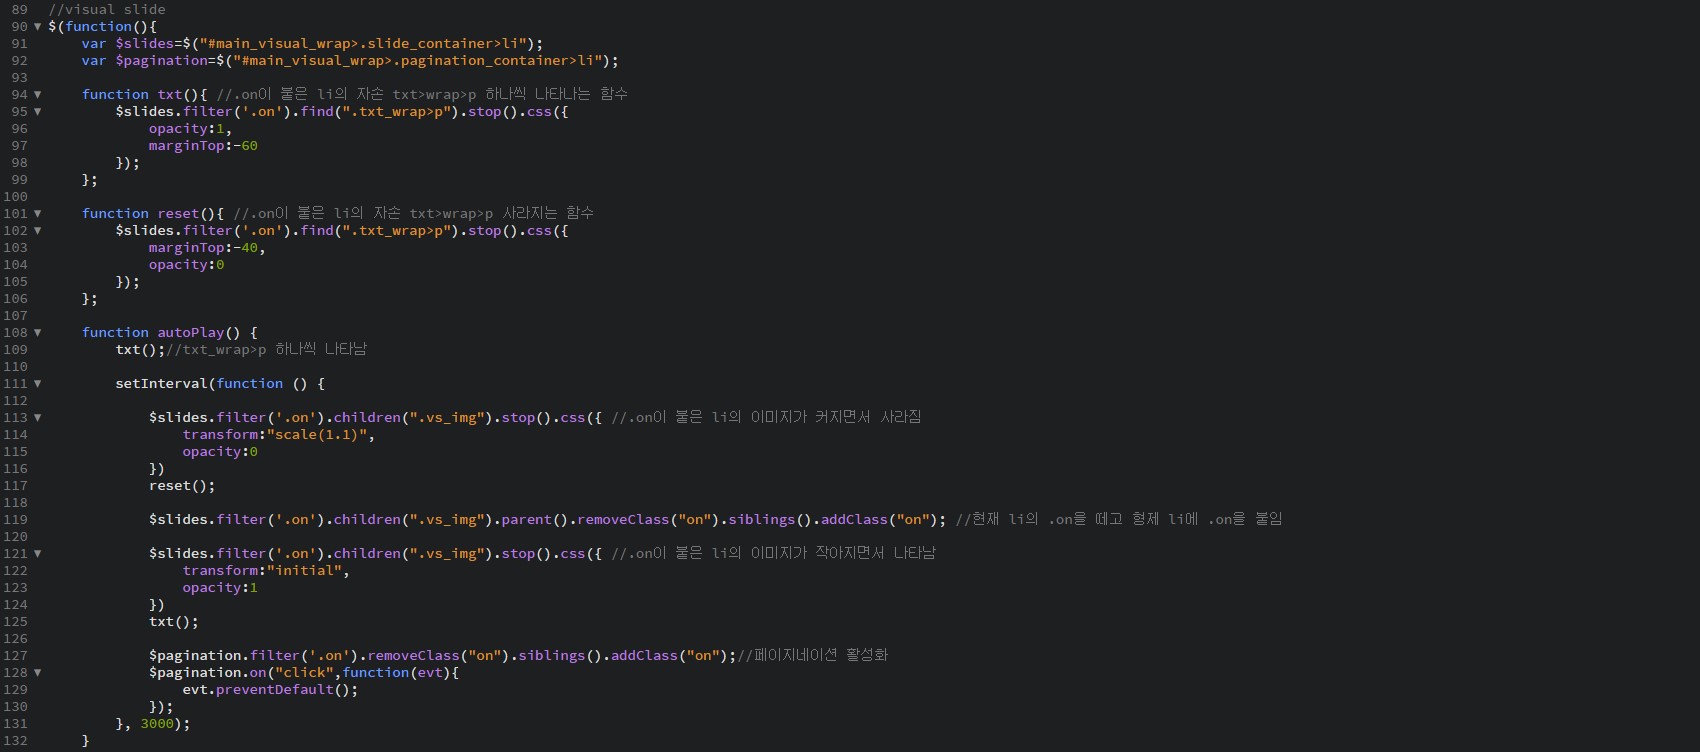 89 //visual slide
90 ▼ $(function(){
91 var $slides=$("#main_visual_wrap>.slide_container>li");
92 var $pagination=$("#main_visual_wrap>.pagination_container>li");
93
94 ▼ function txt(){ //.on이 붙은 li의 자손 txt>wrap>p 하나씩 나타나는 함수
95 ▼ $slides.filter('.on').find(".txt_wrap>p").stop().css({
96 opacity:1,
97 marginTop:-60
98 });
99 };
100
101 ▼ function reset(){ //.on이 붙은 li의 자손 txt>wrap>p 사라지는 함수
102 ▼ $slides.filter('.on').find(".txt_wrap>p").stop().css({
103 marginTop:-40,
104 opacity:0
105 });
106 };
107
108 ▼ function autoPlay() {
109 txt();//txt_wrap>p 하나씩 나타남
110
111 ▼ setInterval(function () {
112
113 ▼ $slides.filter('.on').children(".vs_img").stop().css({ //.on이 붙은 li의 이미지가 커지면서 사라짐
114 transform:"scale(1.1)",
115 opacity:0
116 })
117 reset();
118
119 $slides.filter('.on').children(".vs_img").parent().removeClass("on").siblings().addClass("on"); //현재 li의 .on을 떼고 형제 li에 .on을 붙임
120
121 ▼ $slides.filter('.on').children(".vs_img").stop().css({ //.on이 붙은 li의 이미지가 작아지면서 나타남
122 transform:"initial",
123 opacity:1
124 })
125 txt();
126
127 $pagination.filter('.on').removeClass("on").siblings().addClass("on");//페이지네이션 활성화
128 ▼ $pagination.on("click",function(evt){
129 evt.preventDefault();
130 });
131 }, 3000);
132 }